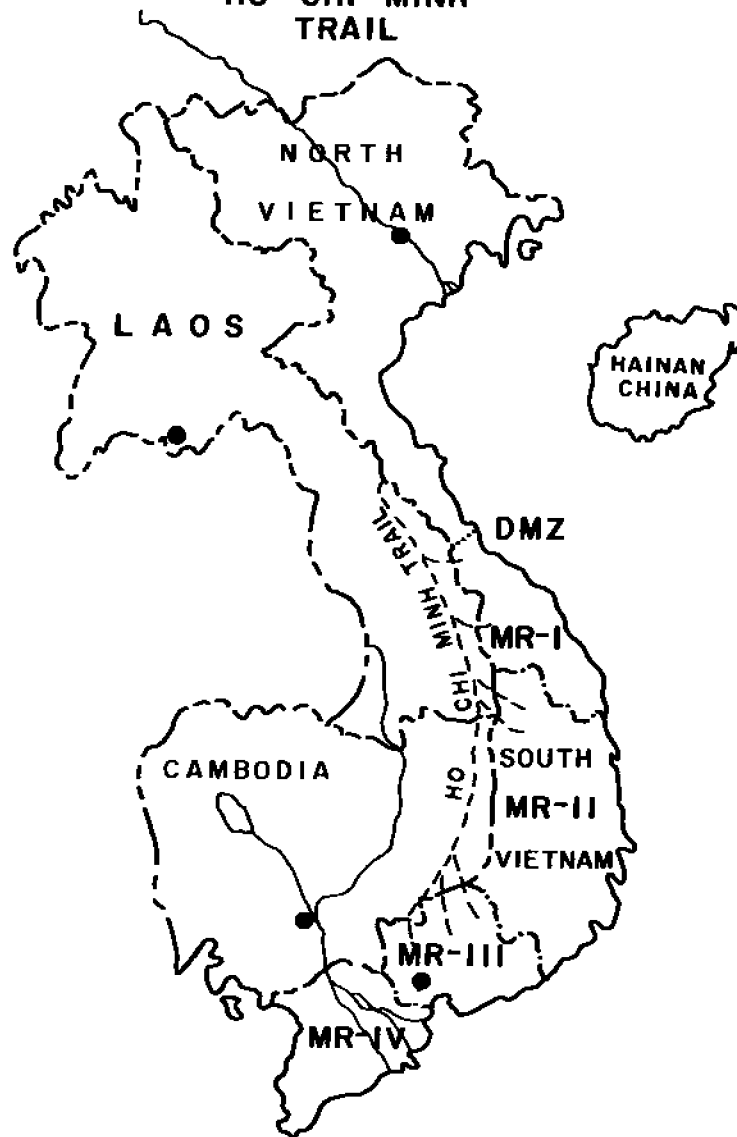 HO CHI MINH
TRAIL
NORTH
VIETNAM
LAOS
HAINAN
CHINA
DMZ
HO CHI MINH TRAIL
MR-I
CAMBODIA
SOUTH
MR-II
VIETNAM
MR-III
MR-IV